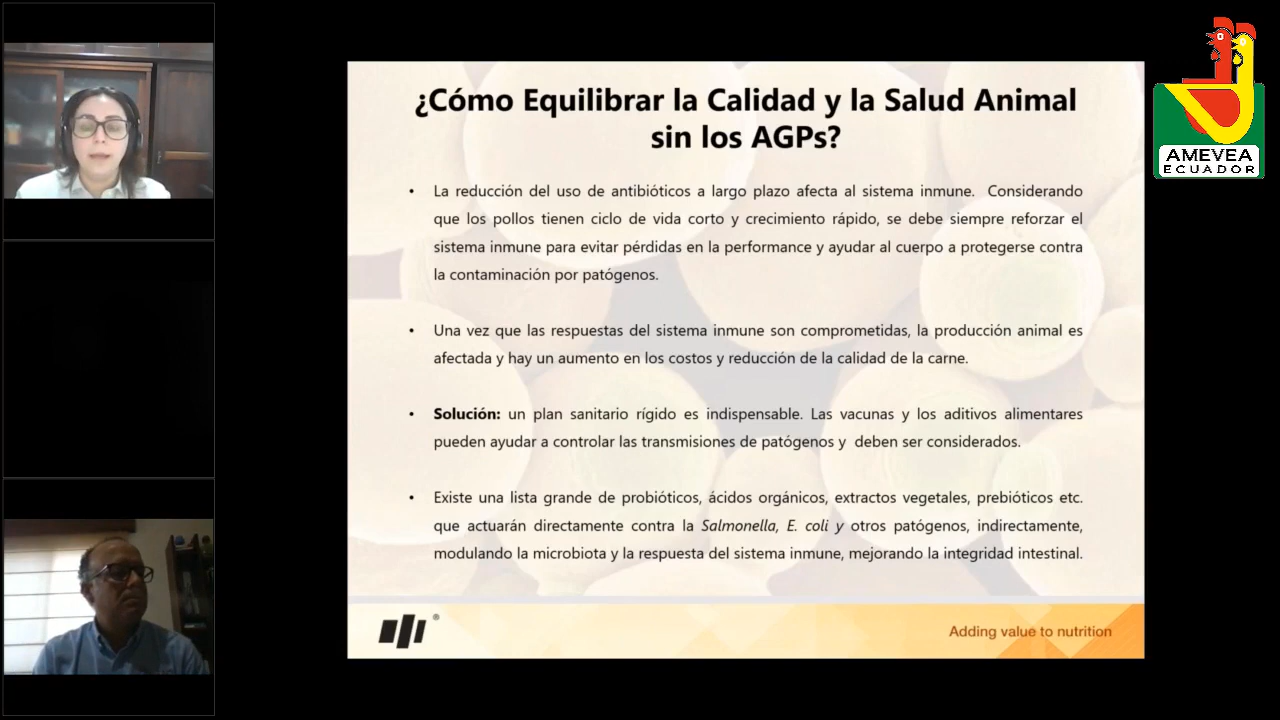 ¿Cómo Equilibrar la Calidad y la Salud Animal
sin los AGPs?
• La reducción del uso de antibióticos a largo plazo afecta al sistema inmune. Considerando
que los pollos tienen ciclo de vida corto y crecimiento rápido, se debe siempre reforzar el
sistema inmune para evitar pérdidas en la performance y ayudar al cuerpo a protegerse contra
la contaminación por patógenos.
• Una vez que las respuestas del sistema inmune son comprometidas, la producción animal es
afectada y hay un aumento en los costos y reducción de la calidad de la carne.
• Solución: un plan sanitario rígido es indispensable. Las vacunas y los aditivos alimentares
pueden ayudar a controlar las transmisiones de patógenos y deben ser considerados.
• Existe una lista grande de probióticos, ácidos orgánicos, extractos vegetales, prebióticos etc.
que actuarán directamente contra la Salmonella, E. coli y otros patógenos, indirectamente,
modulando la microbiota y la respuesta del sistema inmune, mejorando la integridad intestinal.
®
Adding value to nutrition
AMEVEA
ECUADOR